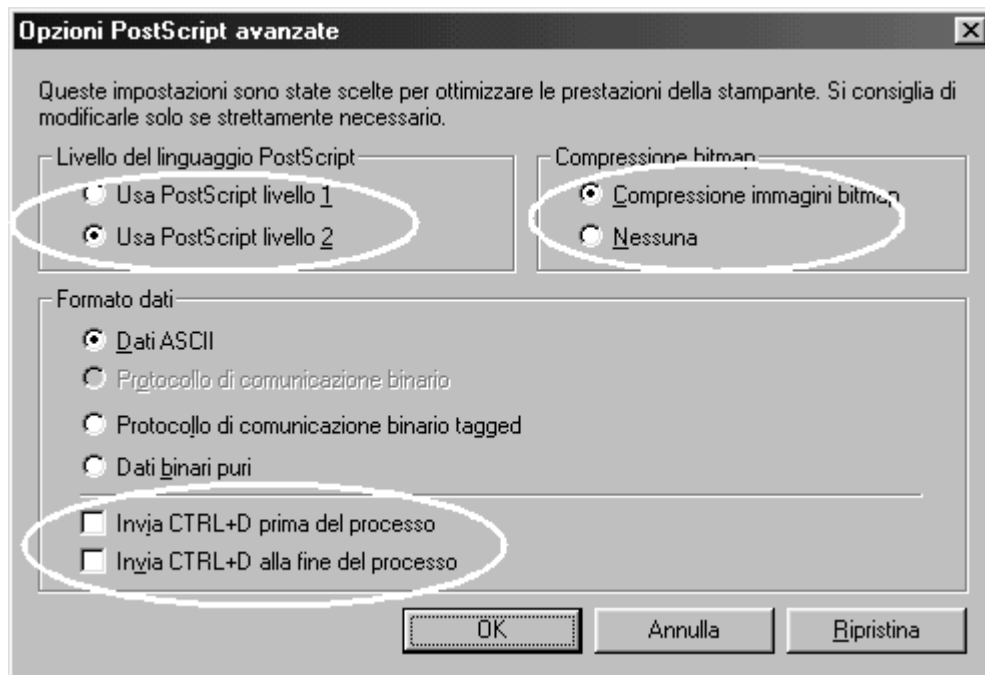 Opzioni PostScript avanzate
Queste impostazioni sono state scelte per ottimizzare le prestazioni della stampante. Si consiglia di
modificarle solo se strettamente necessario.
Livello del linguaggio PostScript
Usa PostScript livello 1
Usa PostScript livello 2
Compressione bitmap
Compressione immagini bitmap
Nessuna
Formato dati
Dati ASCII
Protocollo di comunicazione binario
Protocollo di comunicazione binario tagged
Dati binari puri
Invia CTRL+D prima del processo
Invia CTRL+D alla fine del processo
OK
Annulla
Ripristina